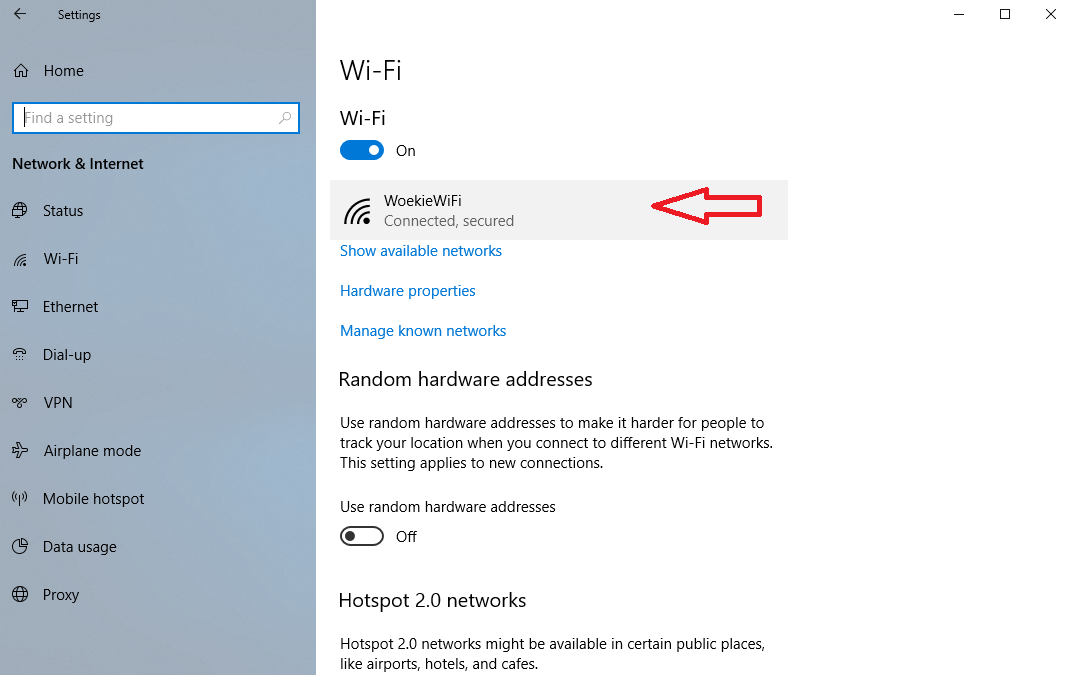 Settings
Home
Find a setting
Network & Internet
Status
Wi-Fi
Ethernet
Dial-up
VPN
Airplane mode
Mobile hotspot
Data usage
Proxy
Wi-Fi
Wi-Fi
On
WoekieWiFi
Connected, secured
Show available networks
Hardware properties
Manage known networks
Random hardware addresses
Use random hardware addresses to make it harder for people to
track your location when you connect to different Wi-Fi networks.
This setting applies to new connections.
Use random hardware addresses
Off
Hotspot 2.0 networks
Hotspot 2.0 networks might be available in certain public places,
like airports, hotels, and cafes.